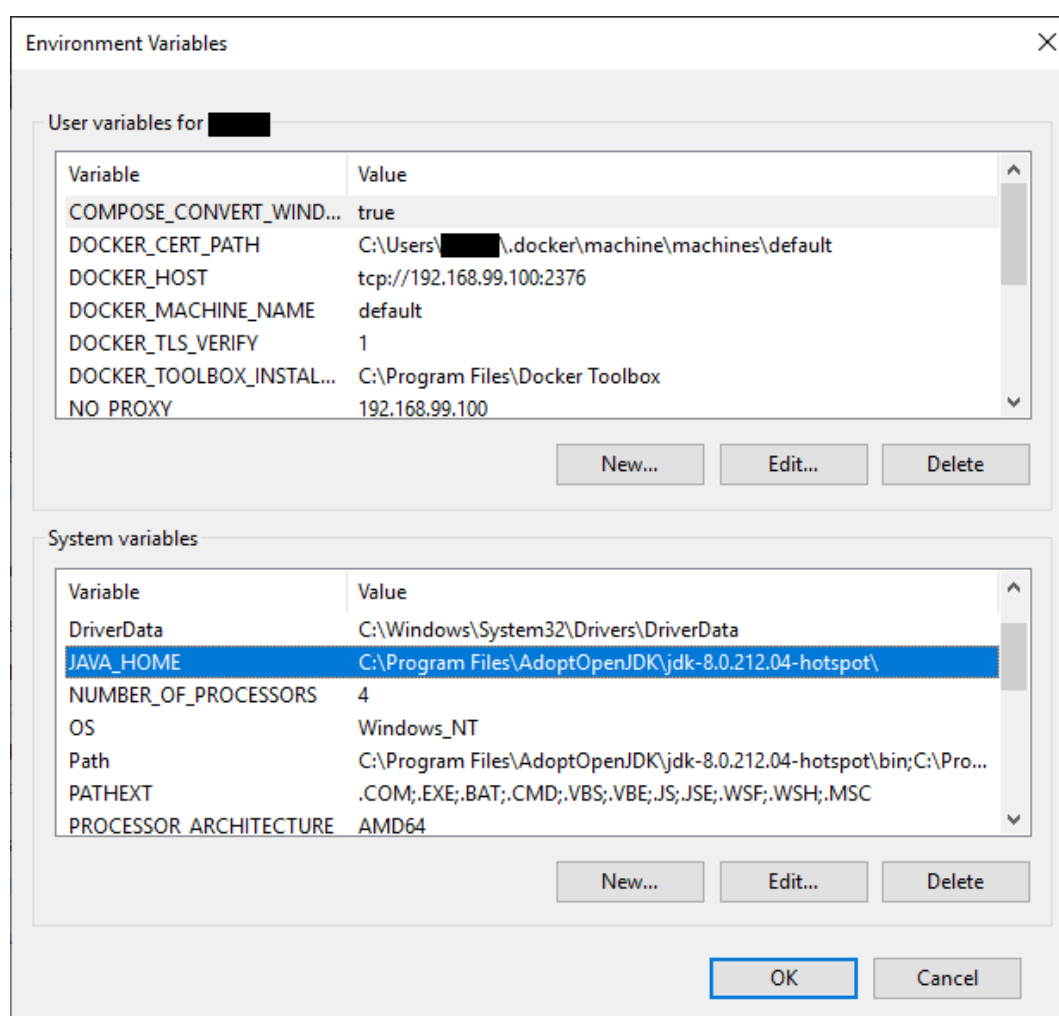 Environment Variables
User variables for
Variable Value
COMPOSE_CONVERT_WIND... true
DOCKER_CERT_PATH C:\Users\ \.docker\machine\machines\default
DOCKER_HOST tcp://192.168.99.100:2376
DOCKER_MACHINE_NAME default
DOCKER_TLS_VERIFY 1
DOCKER_TOOLBOX_INSTAL... C:\Program Files\Docker Toolbox
NO_PROXY 192.168.99.100
New... Edit... Delete
System variables
Variable Value
DriverData C:\Windows\System32\Drivers\DriverData
JAVA_HOME C:\Program Files\AdoptOpenJDK\jdk-8.0.212.04-hotspot\
NUMBER_OF_PROCESSORS 4
OS Windows_NT
Path C:\Program Files\AdoptOpenJDK\jdk-8.0.212.04-hotspot\bin;C:\Pro...
PATHEXT .COM;.EXE;.BAT;.CMD;.VBS;.VBE;.JS;.JSE;.WSF;.WSH;.MSC
PROCESSOR_ARCHITECTURE AMD64
New... Edit... Delete
OK Cancel